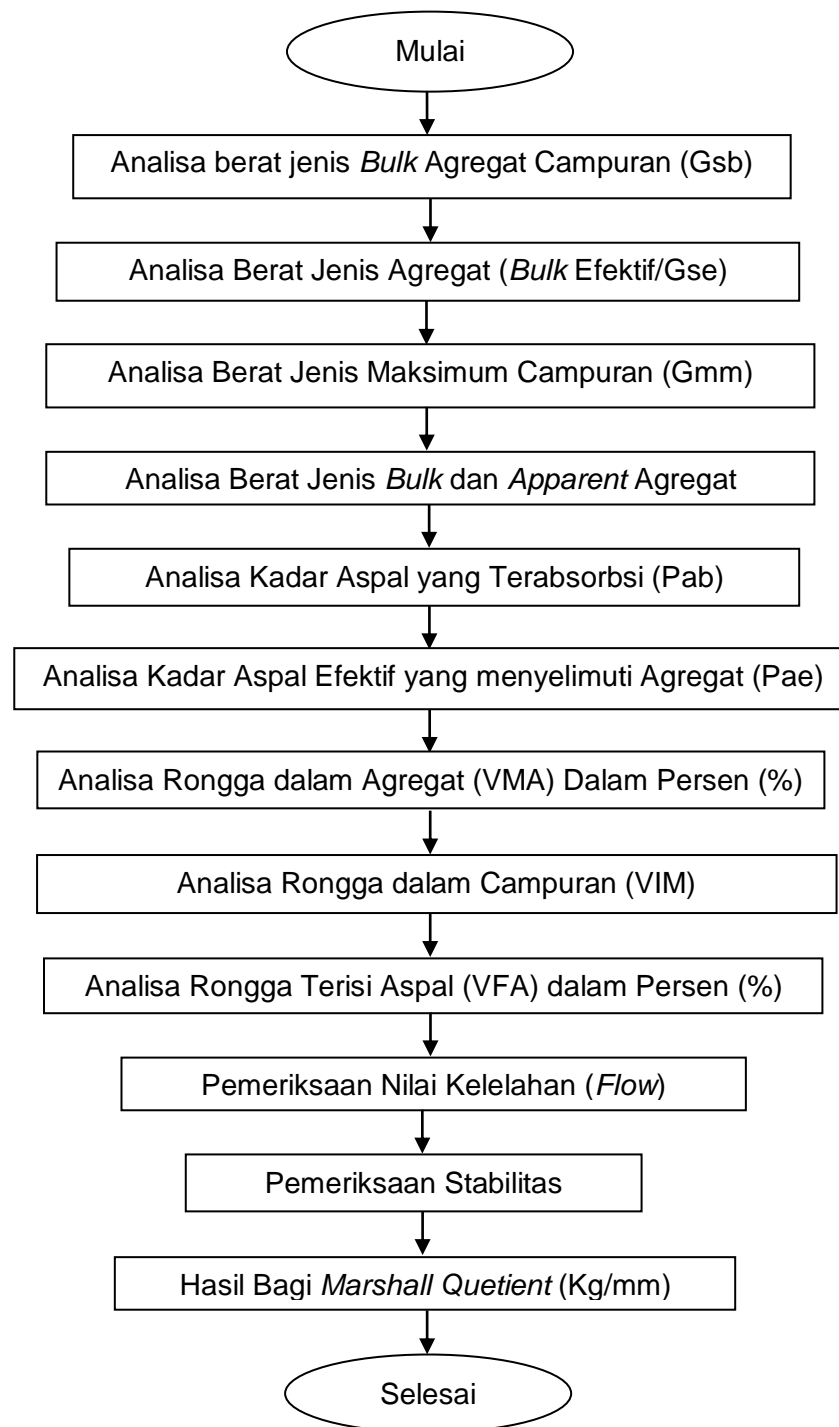 Mulai
Analisa berat jenis Bulk Agregat Campuran (Gsb)
Analisa Berat Jenis Agregat (Bulk Efektif/Gse)
Analisa Berat Jenis Maksimum Campuran (Gmm)
Analisa Berat Jenis Bulk dan Apparent Agregat
Analisa Kadar Aspal yang Terabsorbsi (Pab)
Analisa Kadar Aspal Efektif yang menyelimuti Agregat (Pae)
Analisa Rongga dalam Agregat (VMA) Dalam Persen (%)
Analisa Rongga dalam Campuran (VIM)
Analisa Rongga Terisi Aspal (VFA) dalam Persen (%)
Pemeriksaan Nilai Kelelahan (Flow)
Pemeriksaan Stabilitas
Hasil Bagi Marshall Quetient (Kg/mm)
Selesai